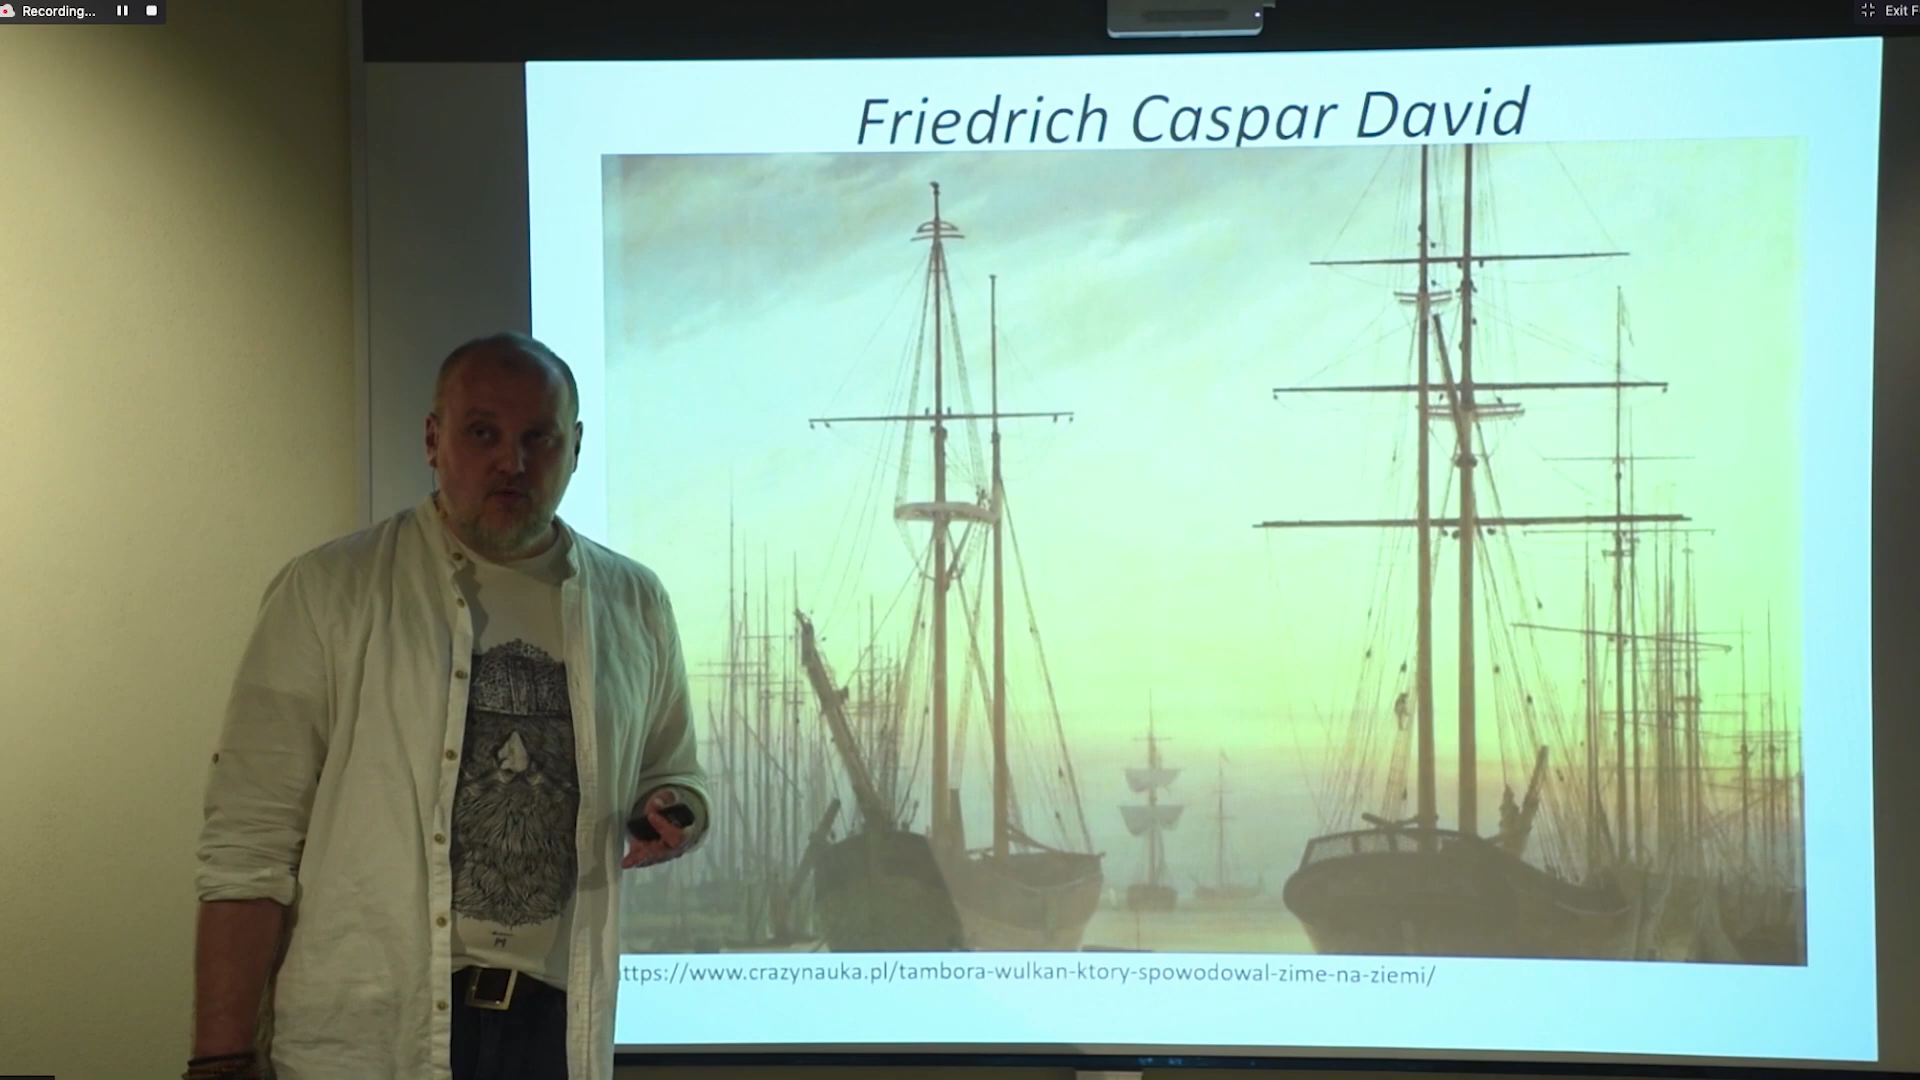 Recording...
Exit F
Friedrich Caspar David
ttps://www.crazynauka.pl/tambora-wulkan-ktory-spowodowal-zime-na-ziemi/